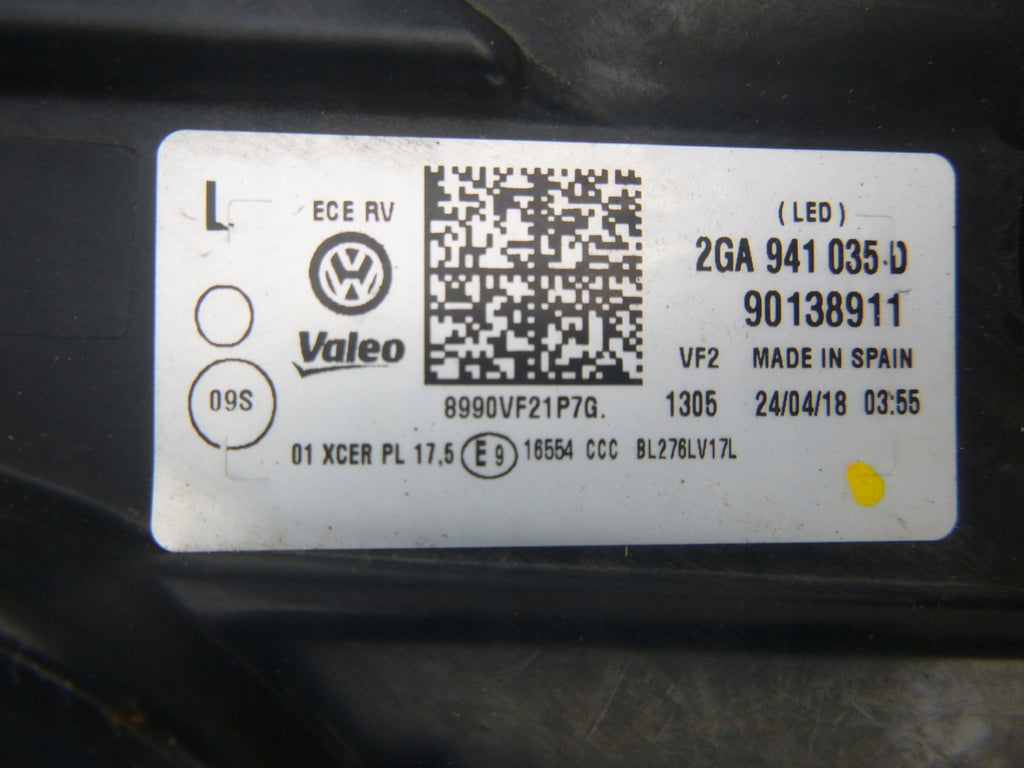 L
ECE RV
(LED)
2GA 941 035 D
90138911
Valeo
VF2 MADE IN SPAIN
09S
8990VF21P7G.
1305 24/04/18 03:55
01 XCER PL 17,5 E9 16554 CCC BL276LV17L